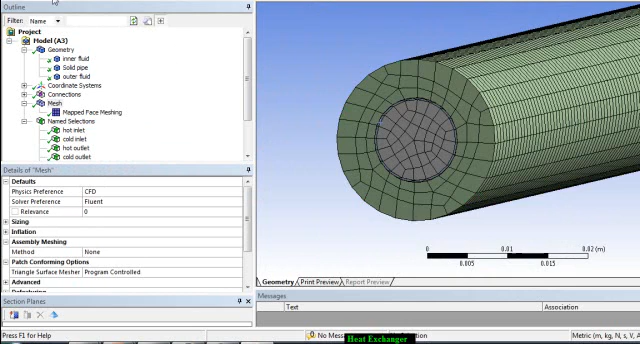 Outline
Filter: Name
Project
Model (A3)
Geometry
inner fluid
Solid pipe
outer fluid
Coordinate Systems
Connections
Mesh
Mapped Face Meshing
Named Selections
hot inlet
cold inlet
hot outlet
cold outlet
Details of "Mesh"
Defaults
Physics Preference CFD
Solver Preference Fluent
Relevance 0
Sizing
Inflation
Assembly Meshing
Method None
Patch Conforming Options
Triangle Surface Mesher Program Controlled
Advanced
Section Planes
0 0.01 0.02 (m)
0.005 0.015
Geometry Print Preview Report Preview
Messages
Text Association
Press F1 for Help
Metric (m, kg, N, s, V, A
Heat Exchanger